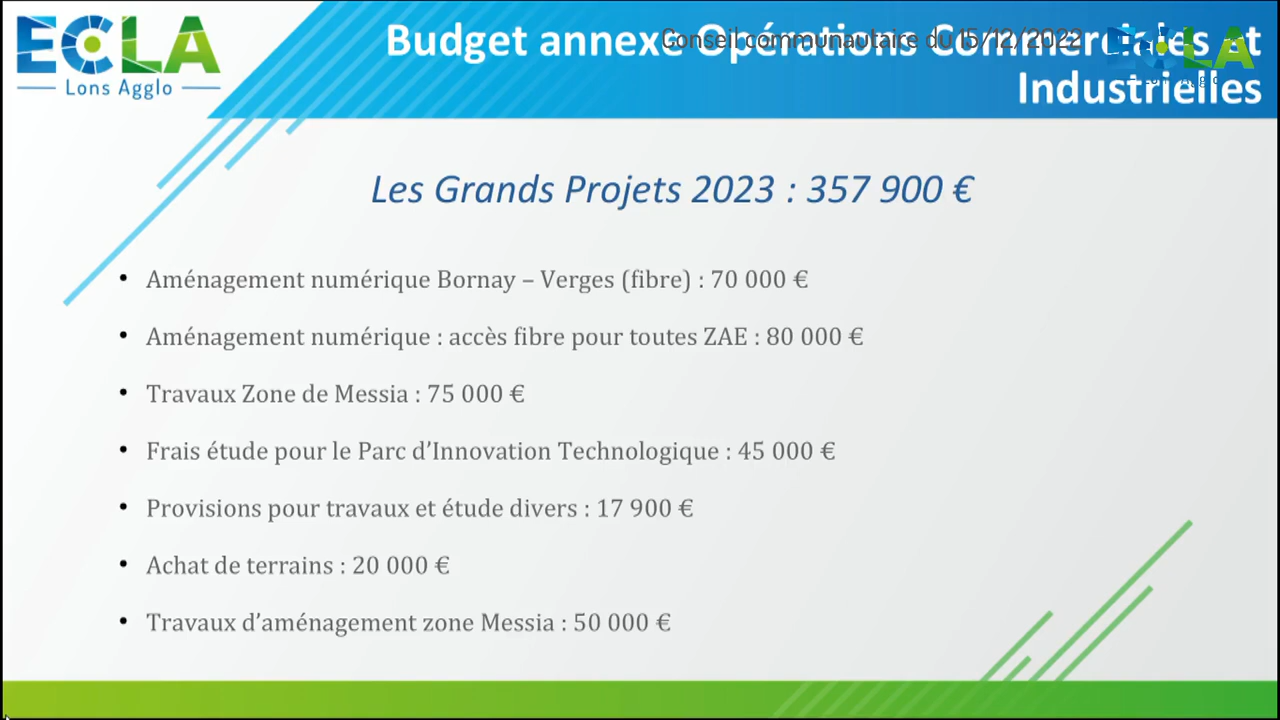 ECLA
Lons Agglo
Budget annexe Opérations Commerciales et
Industrielles
Conseil communautaire du 15/12/2022
ECLA
Lons Agglo
Les Grands Projets 2023 : 357 900 €
• Aménagement numérique Bornay – Verges (fibre) : 70 000 €
• Aménagement numérique : accès fibre pour toutes ZAE : 80 000 €
• Travaux Zone de Messia : 75 000 €
• Frais étude pour le Parc d’Innovation Technologique : 45 000 €
• Provisions pour travaux et étude divers : 17 900 €
• Achat de terrains : 20 000 €
• Travaux d’aménagement zone Messia : 50 000 €